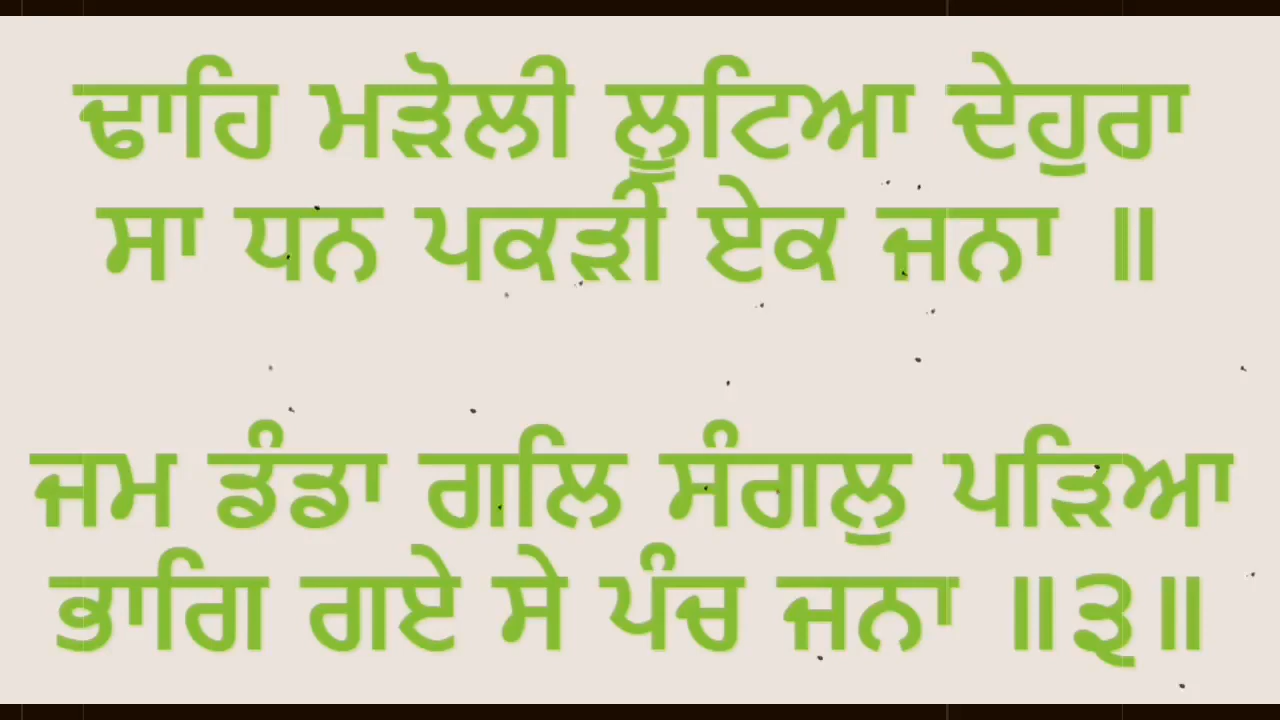 ਢਾਹਿ ਮੜੋਲੀ ਲੂਟਿਆ ਦੇਹੁਰਾ
ਸਾ ਧਨ ਪਕੜੀ ਏਕ ਜਨਾ ॥
ਜਮ ਡੰਡਾ ਗਲਿ ਸੰਗਲੁ ਪੜਿਆ
ਭਾਗਿ ਗਏ ਸੇ ਪੰਚ ਜਨਾ ॥੩॥